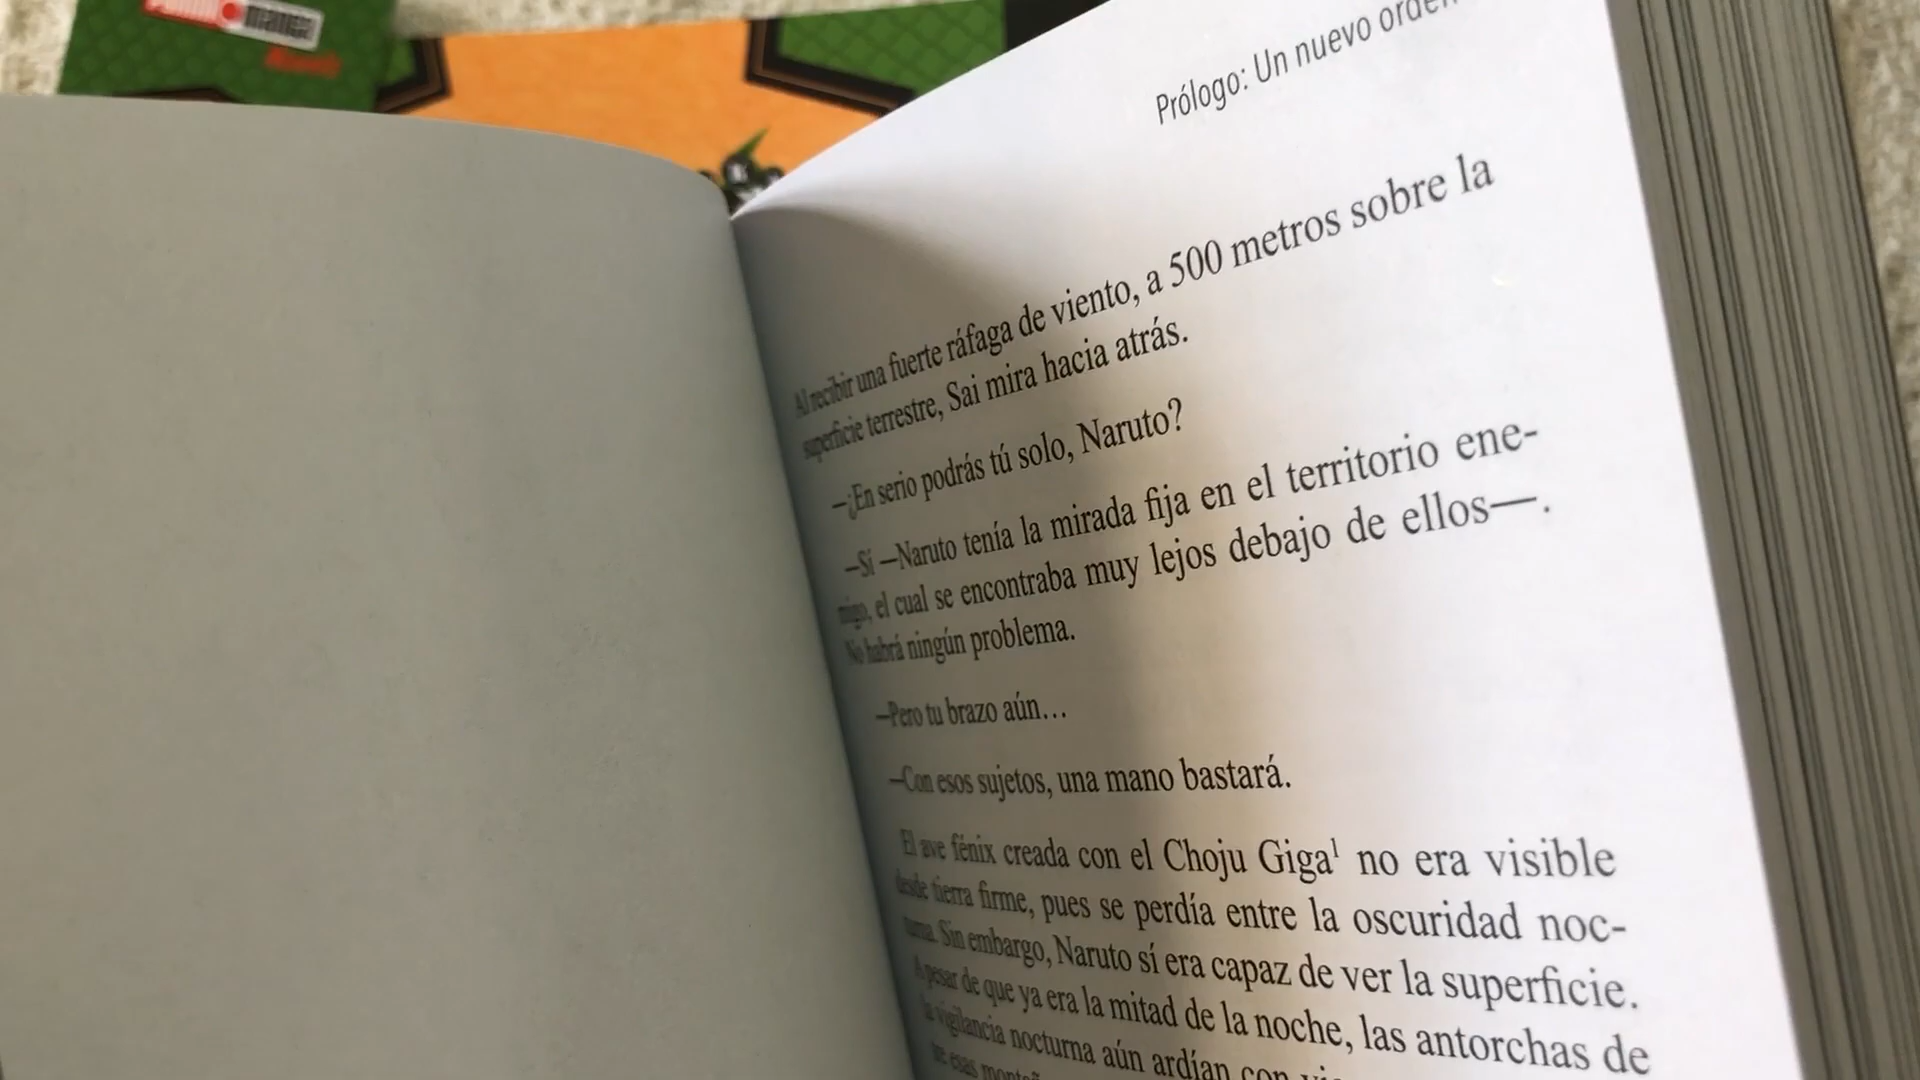 manga
Prólogo: Un nuevo orden
Al recibir una fuerte ráfaga de viento, a 500 metros sobre la
superficie terrestre, Sai mira hacia atrás.
—¿En serio podrás tú solo, Naruto?
—Sí —Naruto tenía la mirada fija en el territorio ene-
migo, el cual se encontraba muy lejos debajo de ellos—.
No habrá ningún problema.
—Pero tu brazo aún…
—Con esos sujetos, una mano bastará.
El ave fénix creada con el Choju Giga¹ no era visible
desde tierra firme, pues se perdía entre la oscuridad noc-
turna. Sin embargo, Naruto sí era capaz de ver la superficie.
A pesar de que ya era la mitad de la noche, las antorchas de
la vigilancia nocturna aún ardían con